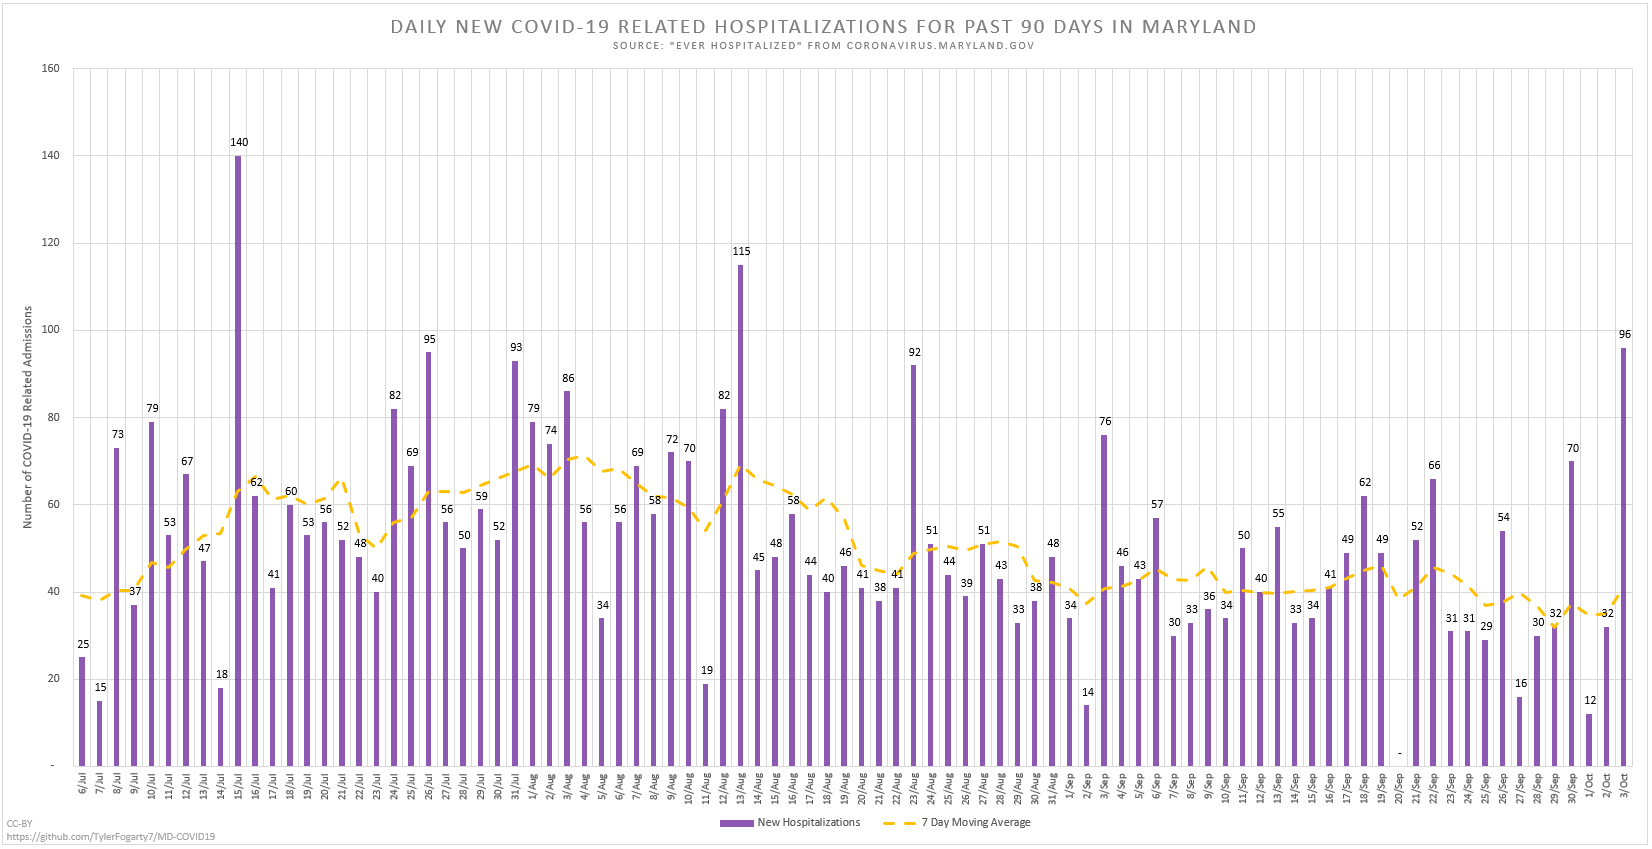 DAILY NEW COVID-19 RELATED HOSPITALIZATIONS FOR PAST 90 DAYS IN MARYLAND
SOURCE: "EVER HOSPITALIZED" FROM CORONAVIRUS.MARYLAND.GOV
Number of COVID-19 Related Admissions
160
140
120
100
80
60
40
20
-
25
15
73
37
79
53
67
47
18
140
62
41
60
53
56
52
48
40
82
69
95
56
50
59
52
93
79
74
86
56
34
56
69
58
72
70
19
82
115
45
48
58
44
40
46
41
38
41
92
51
44
39
51
43
33
38
48
34
14
76
46
43
57
30
33
36
34
50
40
55
33
34
41
49
62
49
-
52
66
31
31
29
54
16
30
32
70
12
32
96
6/Jul
7/Jul
8/Jul
9/Jul
10/Jul
11/Jul
12/Jul
13/Jul
14/Jul
15/Jul
16/Jul
17/Jul
18/Jul
19/Jul
20/Jul
21/Jul
22/Jul
23/Jul
24/Jul
25/Jul
26/Jul
27/Jul
28/Jul
29/Jul
30/Jul
31/Jul
1/Aug
2/Aug
3/Aug
4/Aug
5/Aug
6/Aug
7/Aug
8/Aug
9/Aug
10/Aug
11/Aug
12/Aug
13/Aug
14/Aug
15/Aug
16/Aug
17/Aug
18/Aug
19/Aug
20/Aug
21/Aug
22/Aug
23/Aug
24/Aug
25/Aug
26/Aug
27/Aug
28/Aug
29/Aug
30/Aug
31/Aug
1/Sep
2/Sep
3/Sep
4/Sep
5/Sep
6/Sep
7/Sep
8/Sep
9/Sep
10/Sep
11/Sep
12/Sep
13/Sep
14/Sep
15/Sep
16/Sep
17/Sep
18/Sep
19/Sep
20/Sep
21/Sep
22/Sep
23/Sep
24/Sep
25/Sep
26/Sep
27/Sep
28/Sep
29/Sep
30/Sep
1/Oct
2/Oct
3/Oct
New Hospitalizations
7 Day Moving Average
CC-BY
https://github.com/TylerFogarty7/MD-COVID19